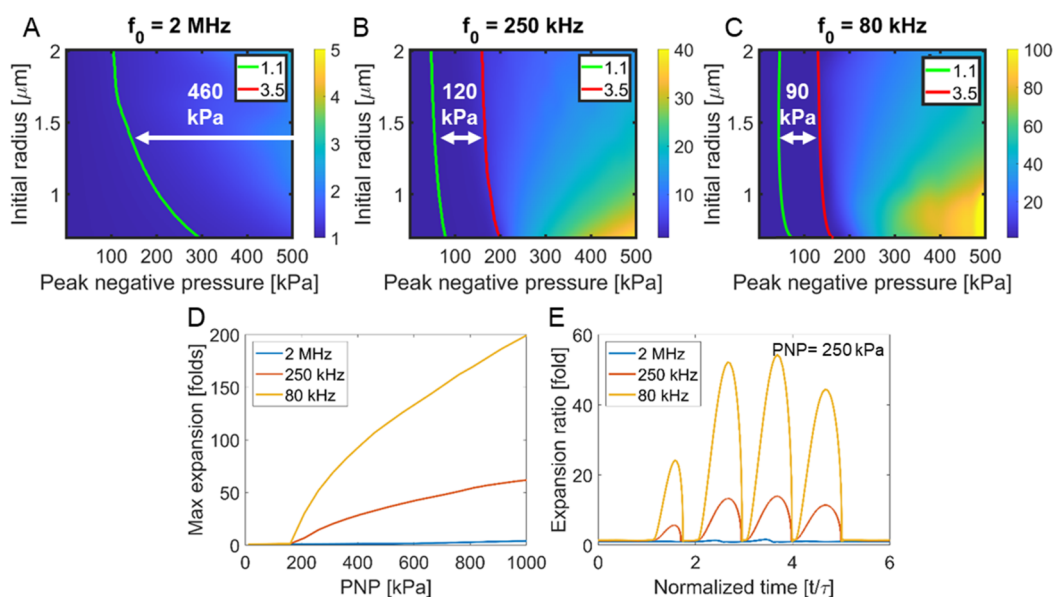 A
f0 = 2 MHz
Initial radius [μm]
2
1.5
1
1.1
3.5
460
kPa
5
4
3
2
1
100 200 300 400 500
Peak negative pressure [kPa]
B
f0 = 250 kHz
Initial radius [μm]
2
1.5
1
1.1
3.5
120
kPa
40
30
20
10
100 200 300 400 500
Peak negative pressure [kPa]
C
f0 = 80 kHz
Initial radius [μm]
2
1.5
1
1.1
3.5
90
kPa
100
80
60
40
20
100 200 300 400 500
Peak negative pressure [kPa]
D
Max expansion [folds]
200
150
100
50
0
2 MHz
250 kHz
80 kHz
0 200 400 600 800 1000
PNP [kPa]
E
Expansion ratio [fold]
60
40
20
0
2 MHz
250 kHz
80 kHz
PNP= 250 kPa
0 2 4 6
Normalized time [t/τ]